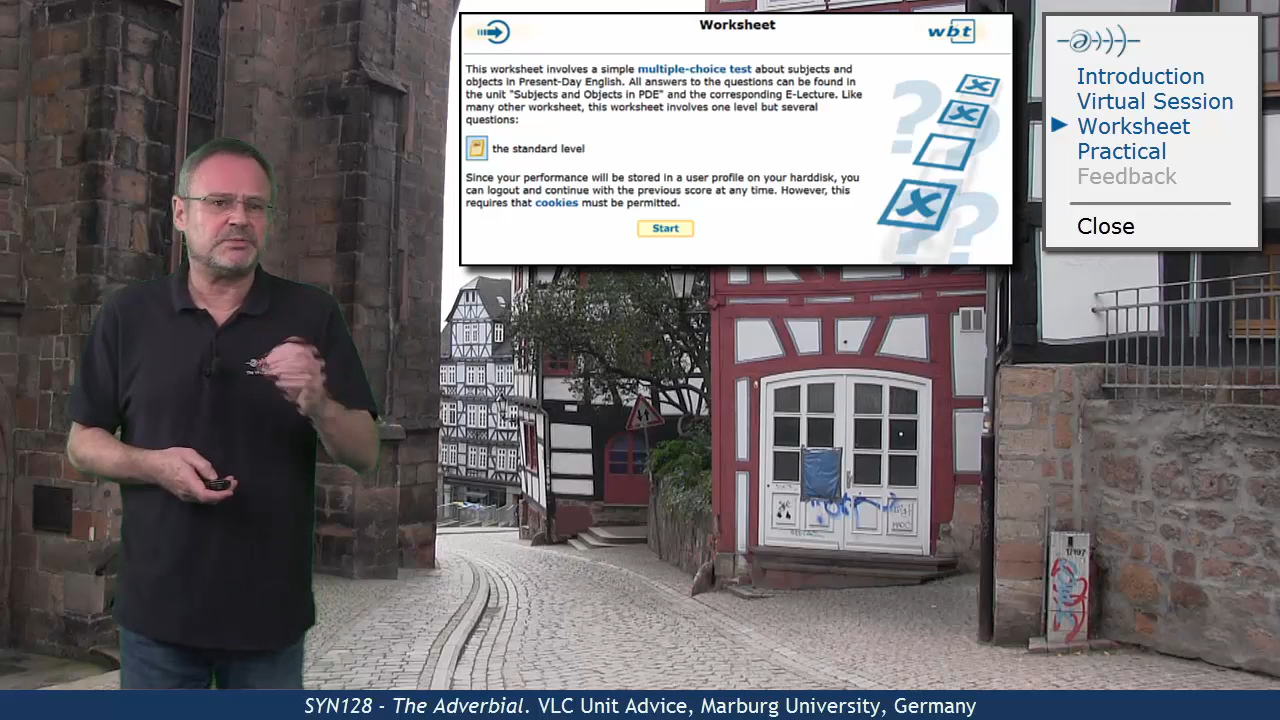 Worksheet
wbt
This worksheet involves a simple multiple-choice test about subjects and
objects in Present-Day English. All answers to the questions can be found in
the unit "Subjects and Objects in PDE" and the corresponding E-Lecture. Like
many other worksheet, this worksheet involves one level but several
questions:
the standard level
Since your performance will be stored in a user profile on your harddisk, you
can logout and continue with the previous score at any time. However, this
requires that cookies must be permitted.
Start
Introduction
Virtual Session
Worksheet
Practical
Feedback
Close
SYN128 - The Adverbial. VLC Unit Advice, Marburg University, Germany